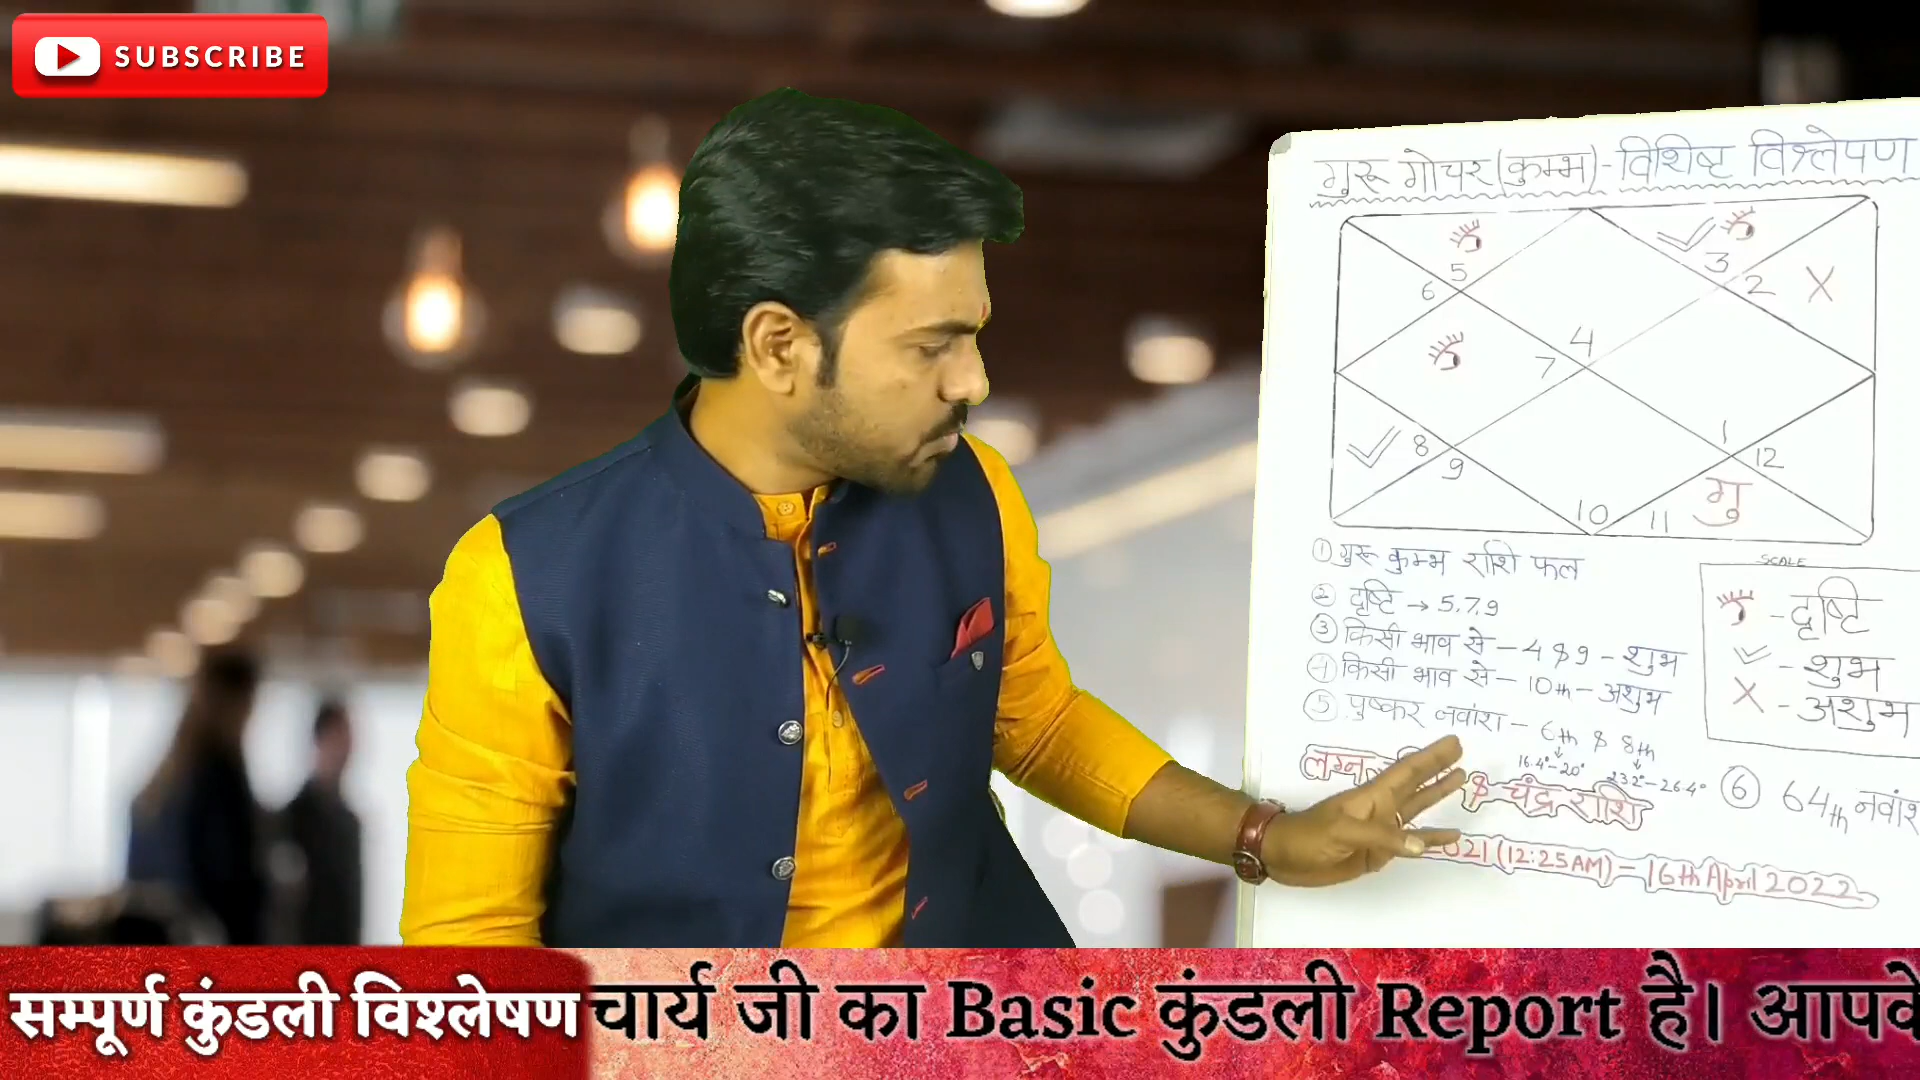 SUBSCRIBE
गुरू गोचर (कुम्भ) - विशिष्ट विश्लेषण
5
6
3
2
X
4
7
8
9
1
12
गु
10
11
① गुरू कुम्भ राशि फल
② दृष्टि → 5,7,9
③ किसी भाव से - 4 & 9 - शुभ
④ किसी भाव से - 10th - अशुभ
⑤ पुष्कर नवांश - 6th & 8th
16.4° - 20°
23.2° - 26.4°
लग्न
& चंद्र राशि
⑥ 64th नवांश
2021 (12:25AM) - 16th April 2022
SCALE
- दृष्टि
- शुभ
X - अशुभ
सम्पूर्ण कुंडली विश्लेषण
चार्य जी का Basic कुंडली Report है। आपके